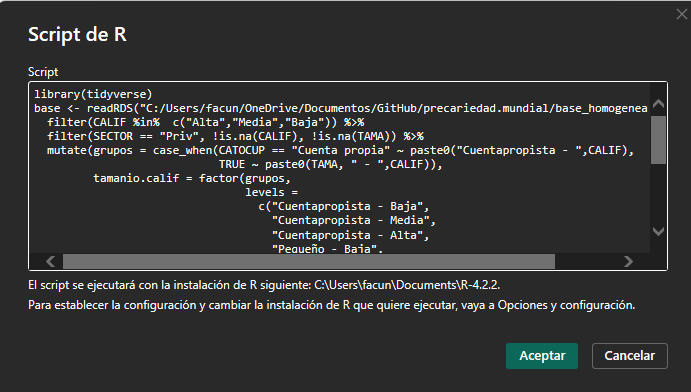 Script de R
Script
library(tidyverse)
base <- readRDS("C:/Users/facun/OneDrive/Documentos/GitHub/precariedad.mundial/base_homogenea
filter(CALIF %in%  c("Alta","Media","Baja")) %>%
filter(SECTOR == "Priv", !is.na(CALIF), !is.na(TAMA)) %>%
mutate(grupos = case_when(CATOCUP == "Cuenta propia" ~ paste0("Cuentapropista - ",CALIF),
TRUE ~ paste0(TAMA, " - ",CALIF)),
tamanio.calif = factor(grupos,
levels =
c("Cuentapropista - Baja",
"Cuentapropista - Media",
"Cuentapropista - Alta",
"Pequeño - Baja",
El script se ejecutará con la instalación de R siguiente: C:\Users\facun\Documents\R-4.2.2.
Para establecer la configuración y cambiar la instalación de R que quiere ejecutar, vaya a Opciones y configuración.
Aceptar
Cancelar